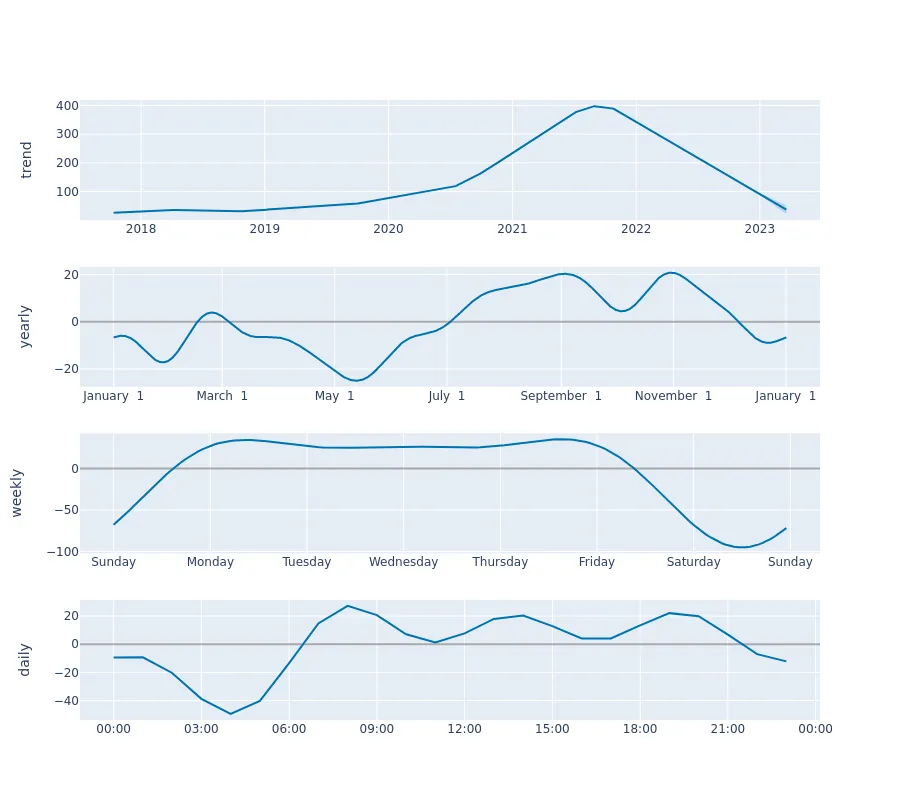 trend
400
300
200
100
2018 2019 2020 2021 2022 2023
yearly
20
0
−20
January 1 March 1 May 1 July 1 September 1 November 1 January 1
weekly
0
−50
−100
Sunday Monday Tuesday Wednesday Thursday Friday Saturday Sunday
daily
20
0
−20
−40
00:00 03:00 06:00 09:00 12:00 15:00 18:00 21:00 00:00